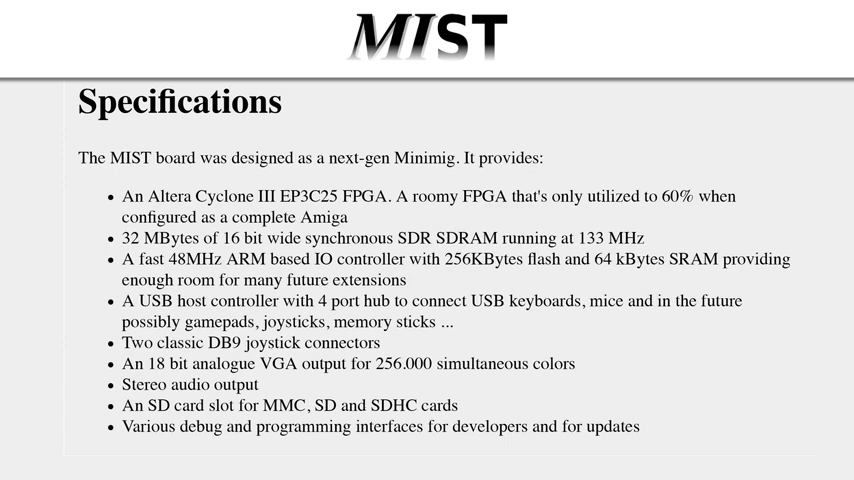 MIST
Specifications
The MIST board was designed as a next-gen Minimig. It provides:
• An Altera Cyclone III EP3C25 FPGA. A roomy FPGA that's only utilized to 60% when
configured as a complete Amiga
• 32 MBytes of 16 bit wide synchronous SDR SDRAM running at 133 MHz
• A fast 48MHz ARM based IO controller with 256KBytes flash and 64 kBytes SRAM providing
enough room for many future extensions
• A USB host controller with 4 port hub to connect USB keyboards, mice and in the future
possibly gamepads, joysticks, memory sticks ...
• Two classic DB9 joystick connectors
• An 18 bit analogue VGA output for 256.000 simultaneous colors
• Stereo audio output
• An SD card slot for MMC, SD and SDHC cards
• Various debug and programming interfaces for developers and for updates